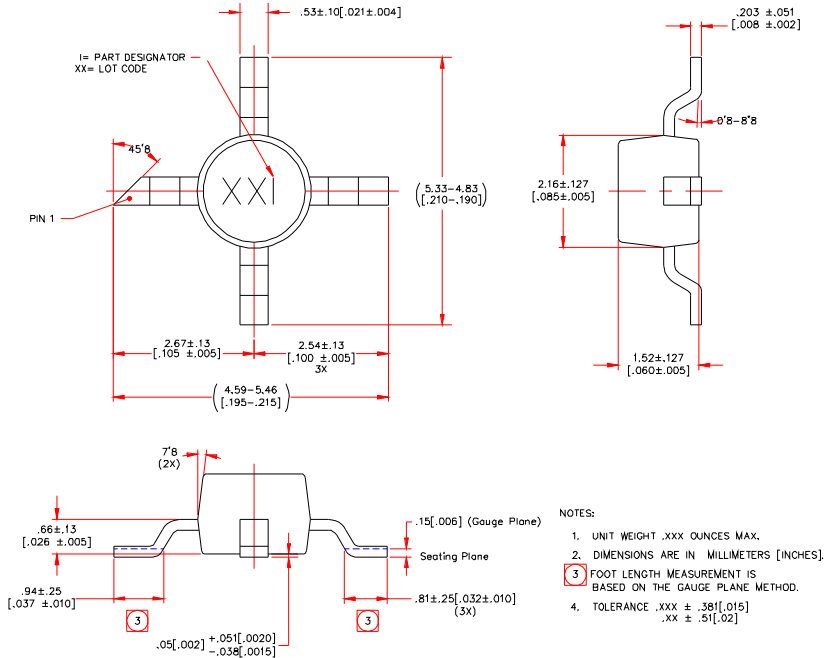 .53±.10[.021±.004]
.203 ±.051
[.008 ±.002]
I= PART DESIGNATOR
XX= LOT CODE
0°8-8°8
45°8
XXI
5.33-4.83
[.210-.190]
2.16±.127
[.085±.005]
PIN 1
2.67±.13
[.105 ±.005]
2.54±.13
[.100 ±.005]
3X
1.52±.127
[.060±.005]
4.59-5.46
[.195-.215]
7°8
(2X)
.66±.13
[.026 ±.005]
.15[.006] (Gauge Plane)
Seating Plane
.94±.25
[.037 ±.010]
.81±.25[.032±.010]
(3X)
3
3
.05[.002] +.051[.0020]
-.038[.0015]
NOTES:
1. UNIT WEIGHT .XXX OUNCES MAX.
2. DIMENSIONS ARE IN MILLIMETERS [INCHES].
3 FOOT LENGTH MEASUREMENT IS
BASED ON THE GAUGE PLANE METHOD.
4. TOLERANCE .XXX ± .381[.015]
.XX ± .51[.02]